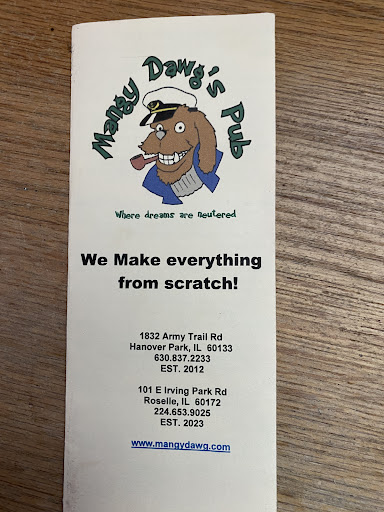 Mangy Dawg's Pub
Where dreams are neutered
We Make everything
from scratch!
1832 Army Trail Rd
Hanover Park, IL 60133
630.837.2233
EST. 2012
101 E Irving Park Rd
Roselle, IL 60172
224.653.9025
EST. 2023
www.mangydawg.com